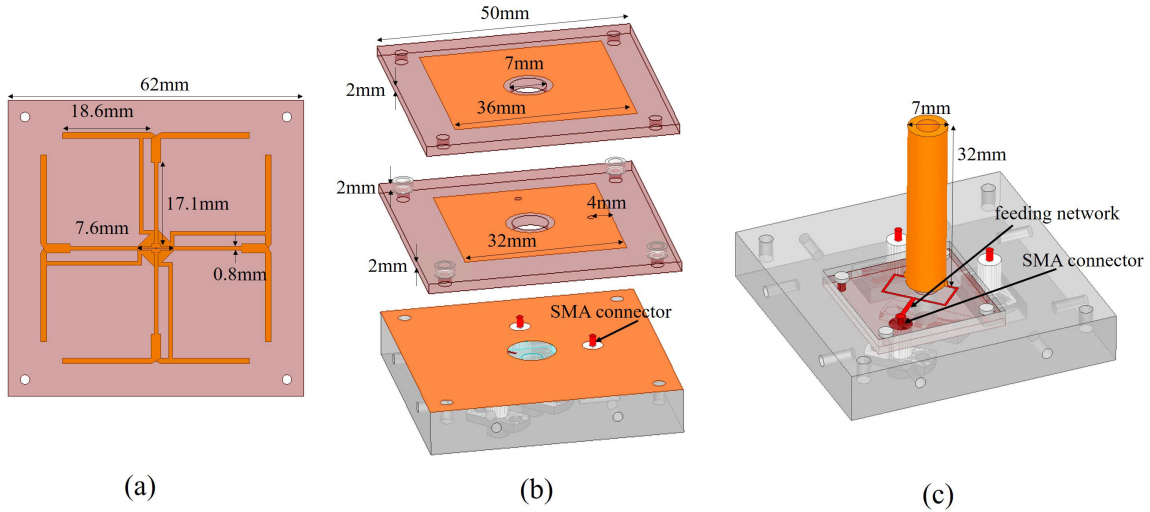 62mm
18.6mm
17.1mm
7.6mm
0.8mm
(a)
50mm
7mm
2mm
36mm
2mm
4mm
32mm
2mm
SMA connector
(b)
7mm
32mm
feeding network
SMA connector
(c)